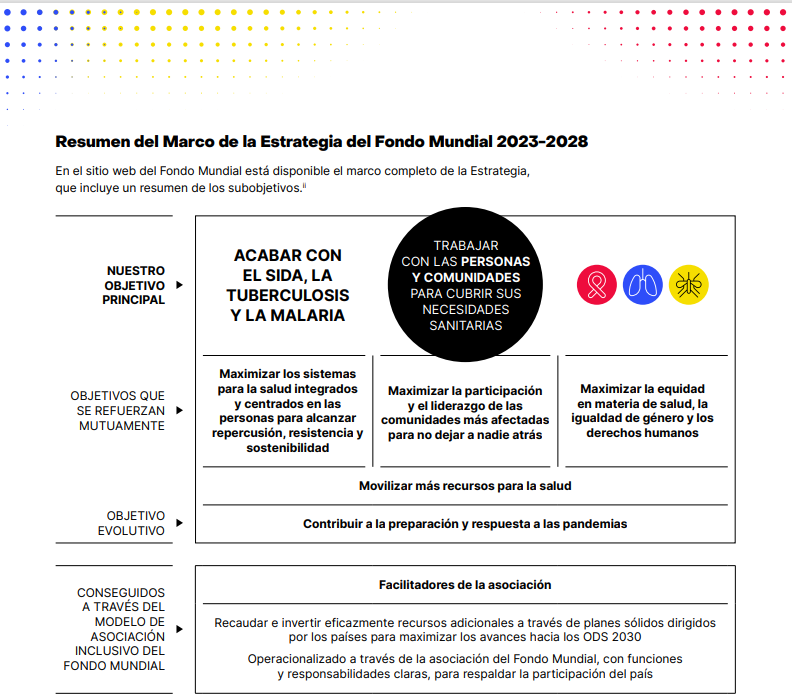 Resumen del Marco de la Estrategia del Fondo Mundial 2023-2028
En el sitio web del Fondo Mundial está disponible el marco completo de la Estrategia,
que incluye un resumen de los subobjetivos.ii
NUESTRO
OBJETIVO
PRINCIPAL
ACABAR CON
EL SIDA, LA
TUBERCULOSIS
Y LA MALARIA
TRABAJAR
CON LAS PERSONAS
Y COMUNIDADES
PARA CUBRIR SUS
NECESIDADES
SANITARIAS
OBJETIVOS QUE
SE REFUERZAN
MUTUAMENTE
Maximizar los sistemas
para la salud integrados
y centrados en las
personas para alcanzar
repercusión, resistencia y
sostenibilidad
Maximizar la participación
y el liderazgo de las
comunidades más afectadas
para no dejar a nadie atrás
Maximizar la equidad
en materia de salud, la
igualdad de género y los
derechos humanos
Movilizar más recursos para la salud
OBJETIVO
EVOLUTIVO
Contribuir a la preparación y respuesta a las pandemias
CONSEGUIDOS
A TRAVÉS DEL
MODELO DE
ASOCIACIÓN
INCLUSIVO DEL
FONDO MUNDIAL
Facilitadores de la asociación
Recaudar e invertir eficazmente recursos adicionales a través de planes sólidos dirigidos
por los países para maximizar los avances hacia los ODS 2030
Operacionalizado a través de la asociación del Fondo Mundial, con funciones
y responsabilidades claras, para respaldar la participación del país